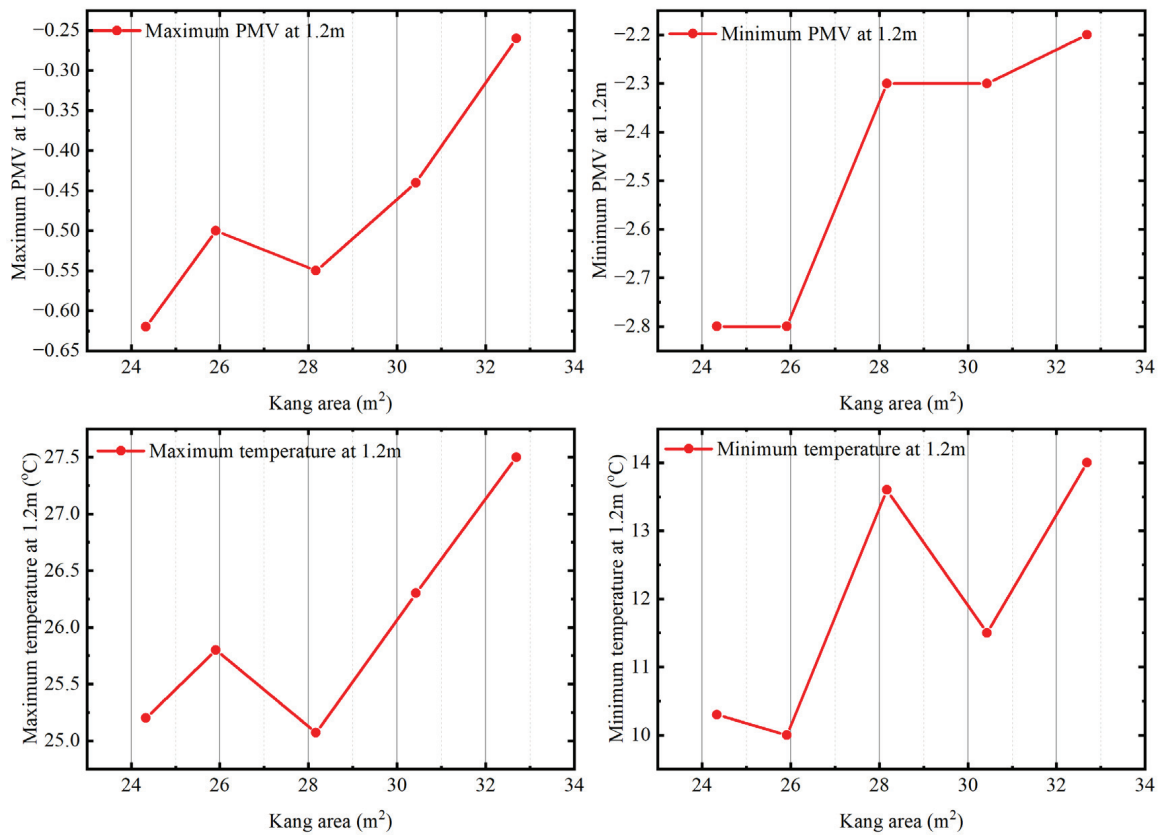 Maximum PMV at 1.2m
−0.25
−0.30
−0.35
−0.40
−0.45
−0.50
−0.55
−0.60
−0.65
Maximum PMV at 1.2m
24 26 28 30 32 34
Kang area (m²)
Minimum PMV at 1.2m
−2.2
−2.3
−2.4
−2.5
−2.6
−2.7
−2.8
Minimum PMV at 1.2m
24 26 28 30 32 34
Kang area (m²)
Maximum temperature at 1.2m
27.5
27.0
26.5
26.0
25.5
25.0
Maximum temperature at 1.2m (°C)
24 26 28 30 32 34
Kang area (m²)
Minimum temperature at 1.2m
14
13
12
11
10
Minimum temperature at 1.2m (°C)
24 26 28 30 32 34
Kang area (m²)